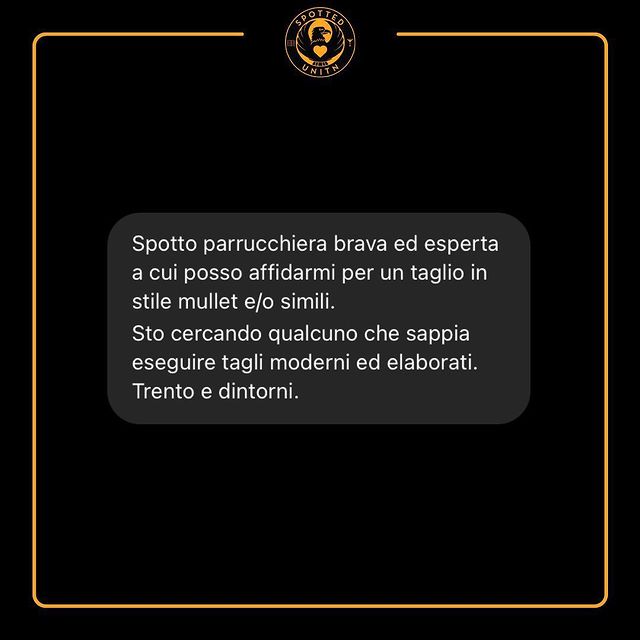 SPOTTED
UNITN
Spotto parrucchiera brava ed esperta
a cui posso affidarmi per un taglio in
stile mullet e/o simili.
Sto cercando qualcuno che sappia
eseguire tagli moderni ed elaborati.
Trento e dintorni.